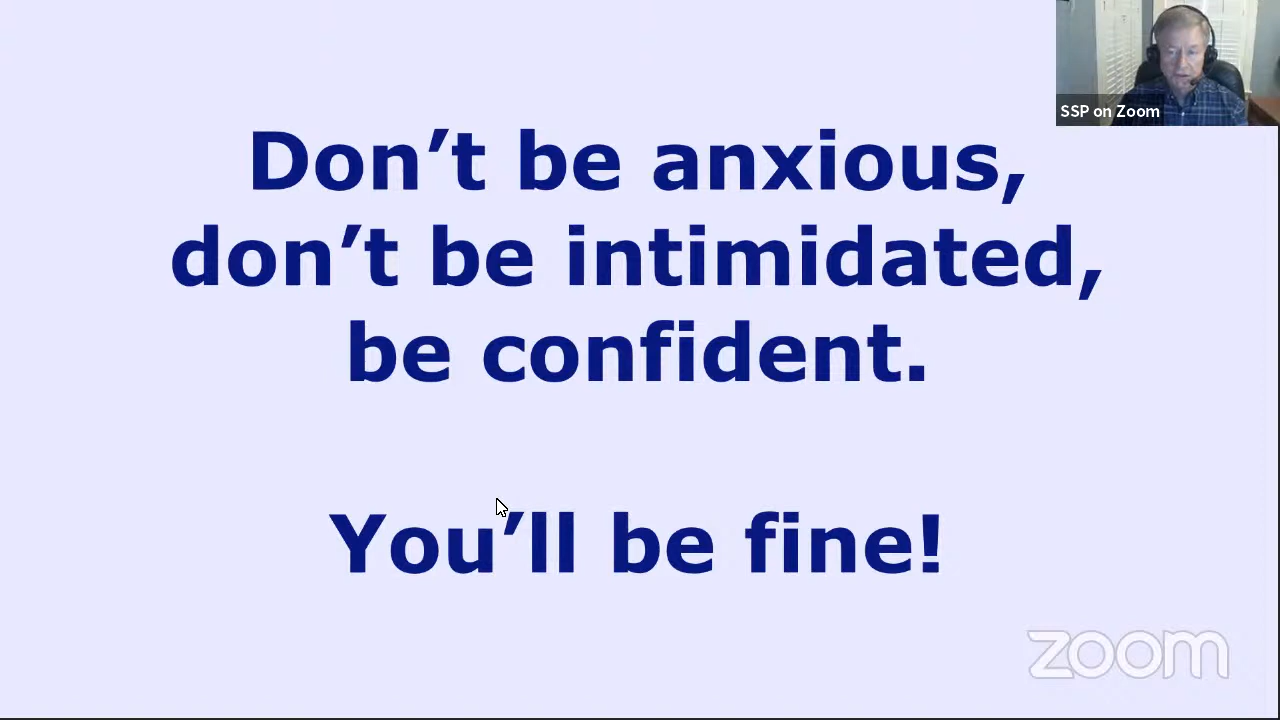 SSP on Zoom
Don’t be anxious,
don’t be intimidated,
be confident.
You’ll be fine!
zoom